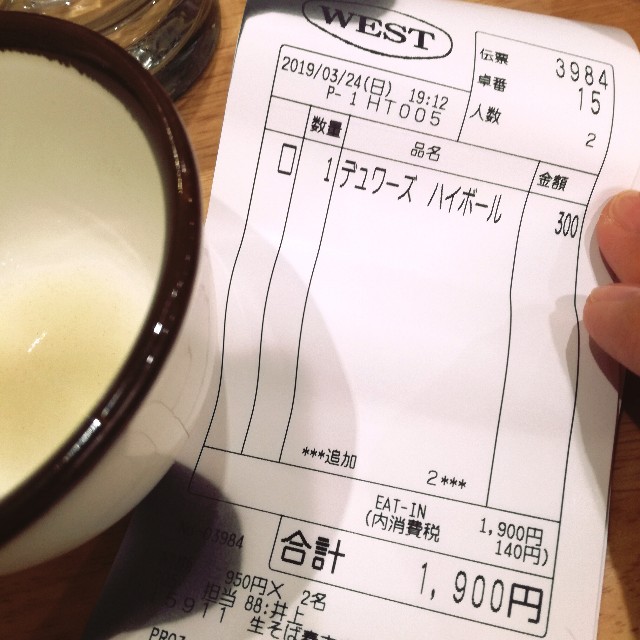 WEST
伝票 3984
2019/03/24(日) 19:12
卓番 15
P-1 HT005
人数 2
数量 品名 金額
□ 1 デュワーズ ハイボール 300
***追加 2***
EAT-IN 1,900円
(内消費税 140円)
03984
合計 1,900円
950円× 2名
担当 88:井上
生そば